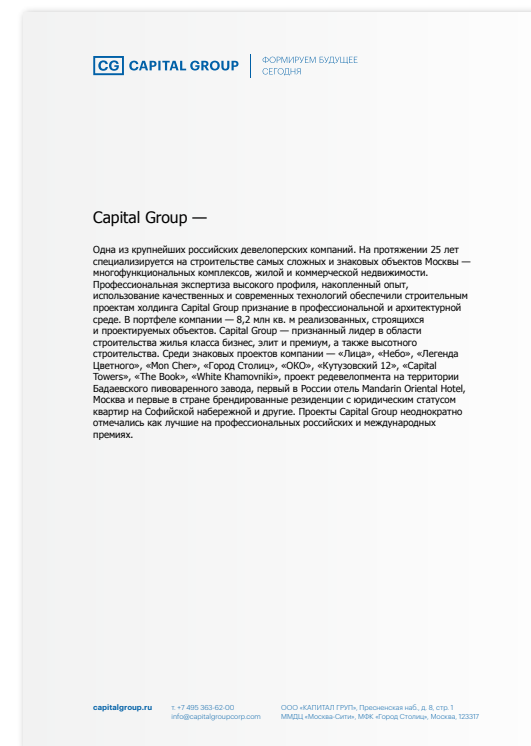 CG CAPITAL GROUP
ФОРМИРУЕМ БУДУЩЕЕ
СЕГОДНЯ
Capital Group —
Одна из крупнейших российских девелоперских компаний. На протяжении 25 лет
специализируется на строительстве самых сложных и знаковых объектов Москвы —
многофункциональных комплексов, жилой и коммерческой недвижимости.
Профессиональная экспертиза высокого профиля, накопленный опыт,
использование качественных и современных технологий обеспечили строительным
проектам холдинга Capital Group признание в профессиональной и архитектурной
среде. В портфеле компании — 8,2 млн кв. м реализованных, строящихся
и проектируемых объектов. Capital Group — признанный лидер в области
строительства жилья класса бизнес, элит и премиум, а также высотного
строительства. Среди знаковых проектов компании — «Лица», «Небо», «Легенда
Цветного», «Mon Cher», «Город Столиц», «ОКО», «Кутузовский 12», «Capital
Towers», «The Book», «White Khamovniki», проект редевелопмента на территории
Бадаевского пивоваренного завода, первый в России отель Mandarin Oriental Hotel,
Москва и первые в стране брендированные резиденции с юридическим статусом
квартир на Софийской набережной и другие. Проекты Capital Group неоднократно
отмечались как лучшие на профессиональных российских и международных
премиях.
capitalgroup.ru
т. +7 495 363-62-00
info@capitalgroupcorp.com
ООО «КАПИТАЛ ГРУП», Пресненская наб., д. 8, стр. 1
ММДЦ «Москва-Сити», МФК «Город Столиц», Москва, 123317